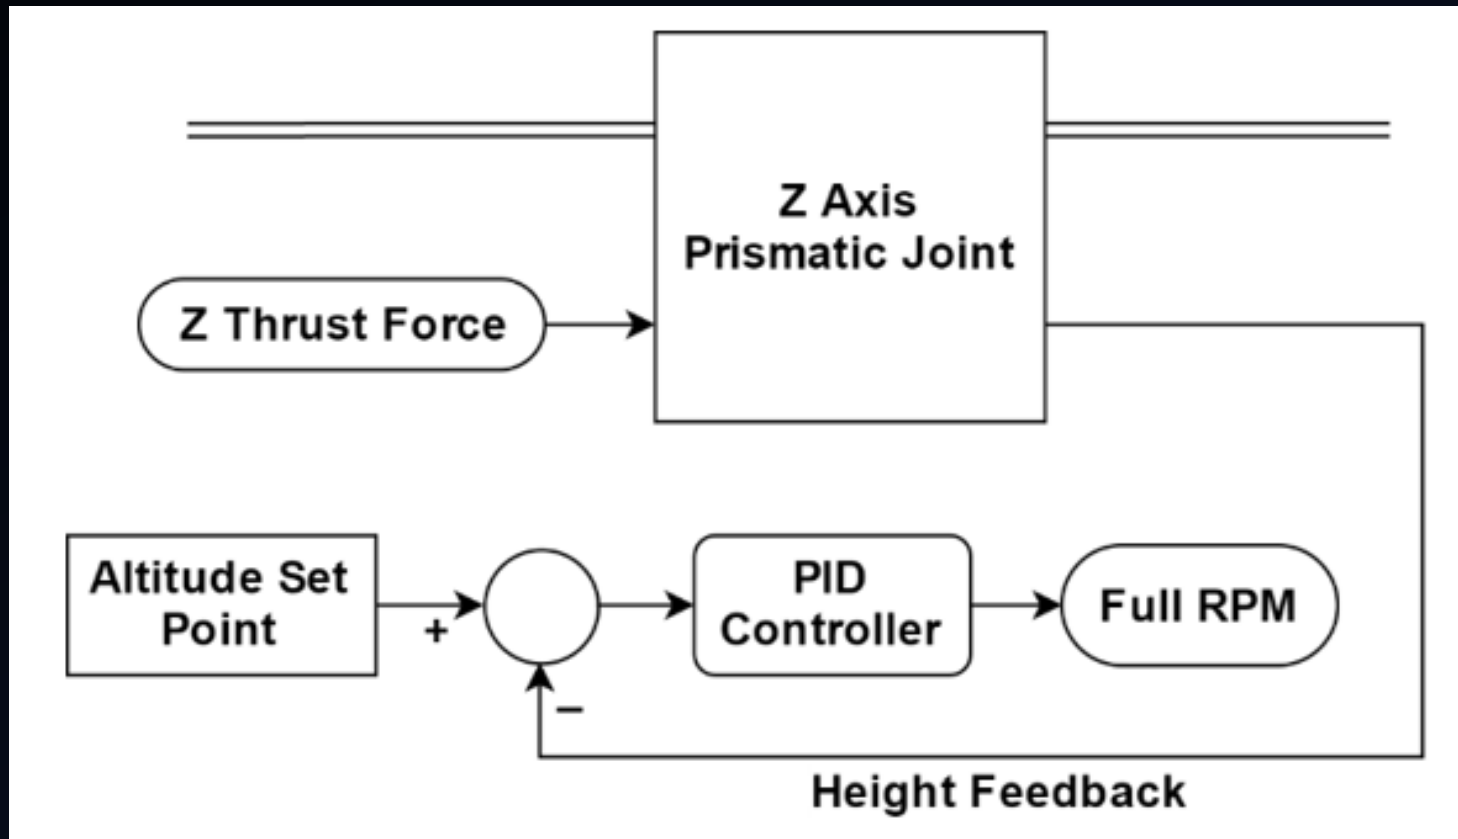 Z Axis
Prismatic Joint
Z Thrust Force
Altitude Set
Point
+
–
PID
Controller
Full RPM
Height Feedback